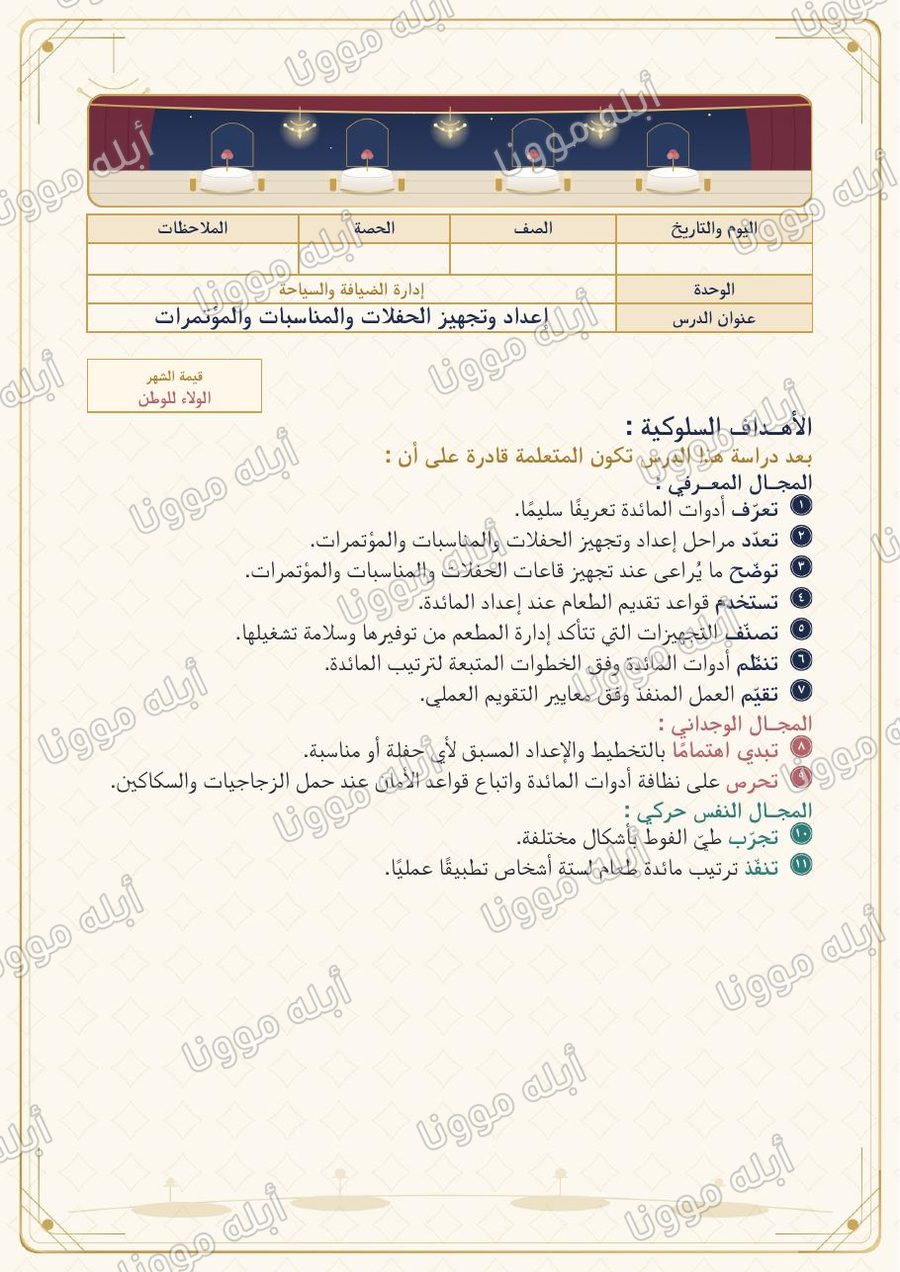 اليوم والتاريخ الصف الحصة الملاحظات
الوحدة إدارة الضيافة والسياحة
عنوان الدرس إعداد وتجهيز الحفلات والمناسبات والمؤتمرات
قيمة الشهر
الولاء للوطن
الأهـداف السلوكية :
بعد دراسة هذا الدرس تكون المتعلمة قادرة على أن :
المجـال المعـرفي :
١ تعرّف أدوات المائدة تعريفًا سليمًا.
٢ تعدّد مراحل إعداد وتجهيز الحفلات والمناسبات والمؤتمرات.
٣ توضّح ما يُراعى عند تجهيز قاعات الحفلات والمناسبات والمؤتمرات.
٤ تستخدم قواعد تقديم الطعام عند إعداد المائدة.
٥ تصنّف التجهيزات التي تتأكد إدارة المطعم من توفيرها وسلامة تشغيلها.
٦ تنظّم أدوات المائدة وفق الخطوات المتبعة لترتيب المائدة.
٧ تقيّم العمل المنفذ وفق معايير التقويم العملي.
المجـال الوجداني :
٨ تبدي اهتمامًا بالتخطيط والإعداد المسبق لأي حفلة أو مناسبة.
٩ تحرص على نظافة أدوات المائدة واتباع قواعد الأمان عند حمل الزجاجيات والسكاكين.
المجـال النفس حركي :
١٠ تجرّب طيّ الفوط بأشكال مختلفة.
١١ تنفّذ ترتيب مائدة طعام لستة أشخاص تطبيقًا عمليًا.
أبله موونا